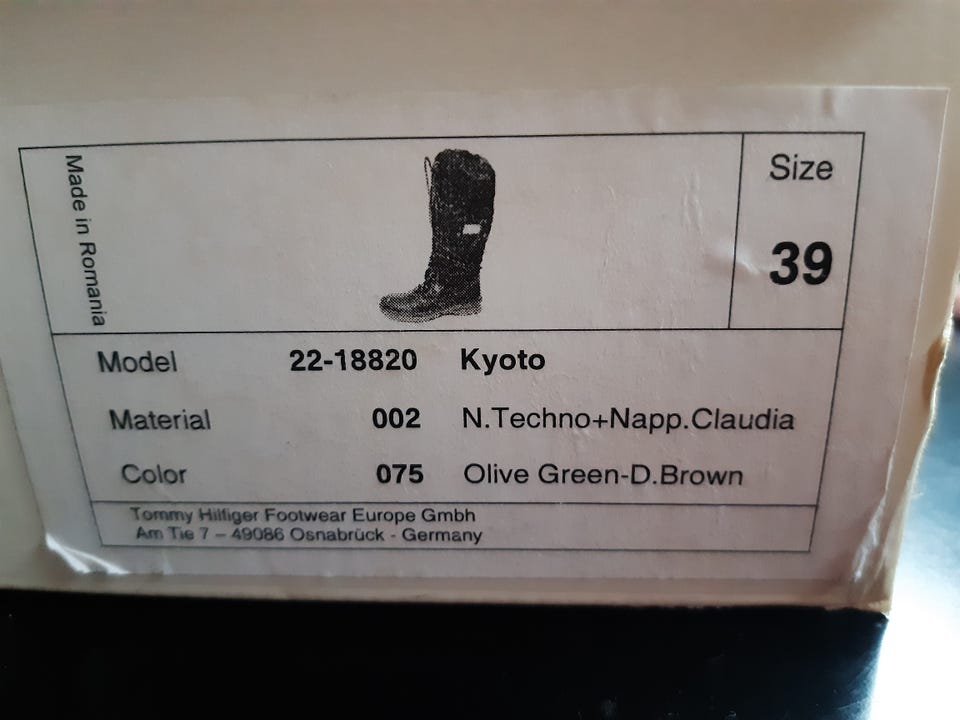 Made in Romania
Size
39
Model 22-18820 Kyoto
Material 002 N.Techno+Napp.Claudia
Color 075 Olive Green-D.Brown
Tommy Hilfiger Footwear Europe Gmbh
Am Tie 7 – 49086 Osnabrück - Germany